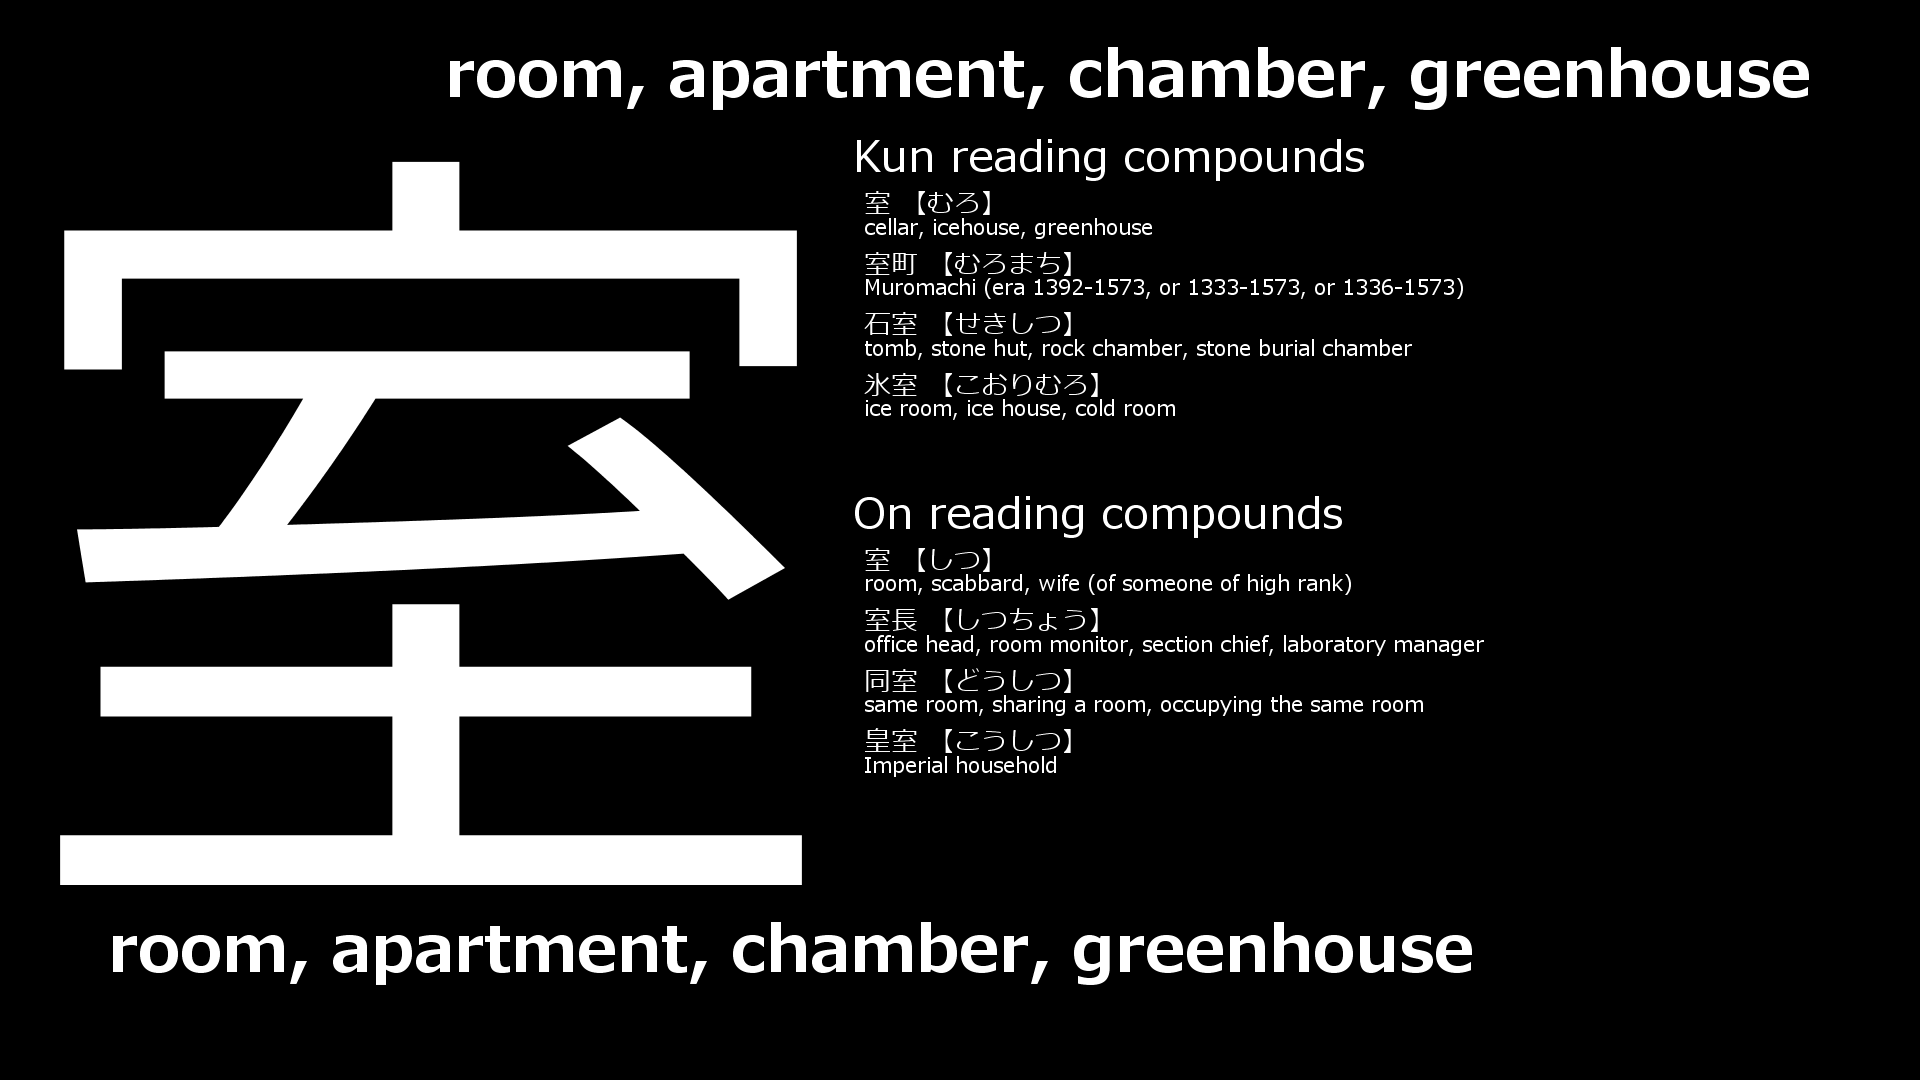 room, apartment, chamber, greenhouse
室
Kun reading compounds
室 【むろ】
cellar, icehouse, greenhouse
室町 【むろまち】
Muromachi (era 1392-1573, or 1333-1573, or 1336-1573)
石室 【せきしつ】
tomb, stone hut, rock chamber, stone burial chamber
氷室 【こおりむろ】
ice room, ice house, cold room
On reading compounds
室 【しつ】
room, scabbard, wife (of someone of high rank)
室長 【しつちょう】
office head, room monitor, section chief, laboratory manager
同室 【どうしつ】
same room, sharing a room, occupying the same room
皇室 【こうしつ】
Imperial household
room, apartment, chamber, greenhouse